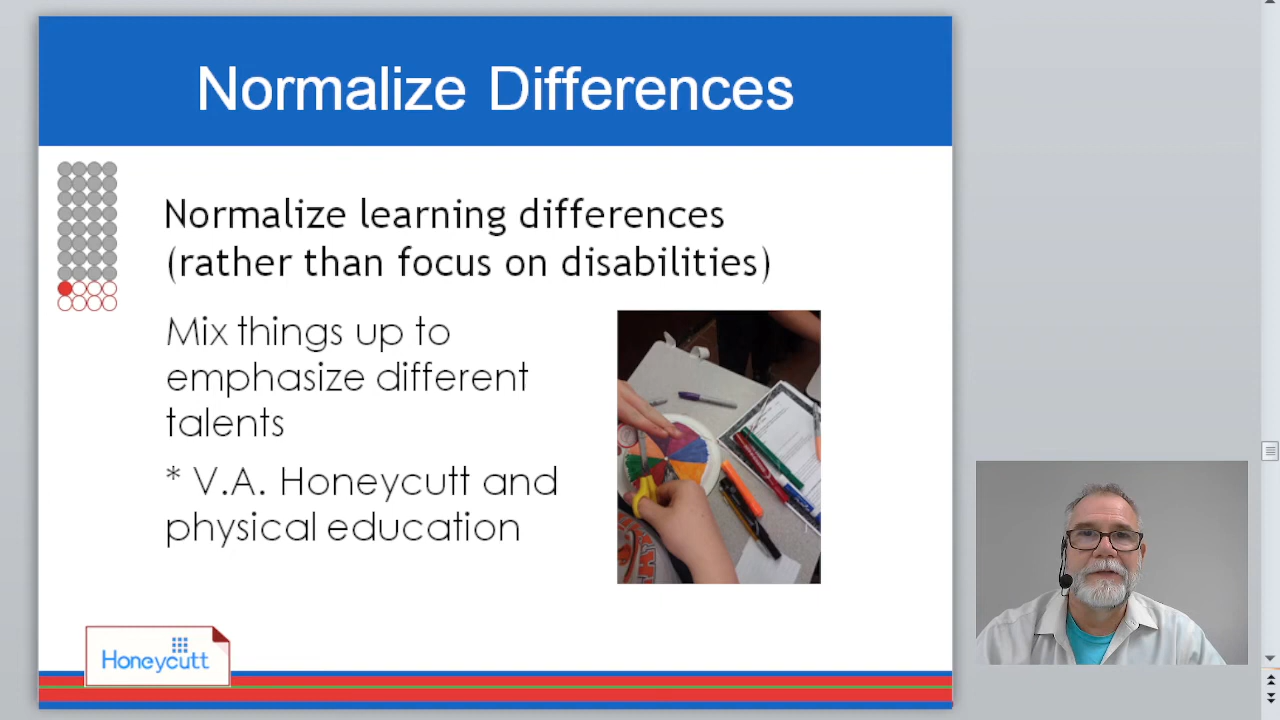 Normalize Differences
Normalize learning differences
(rather than focus on disabilities)
Mix things up to
emphasize different
talents
* V.A. Honeycutt and
physical education
Honeycutt